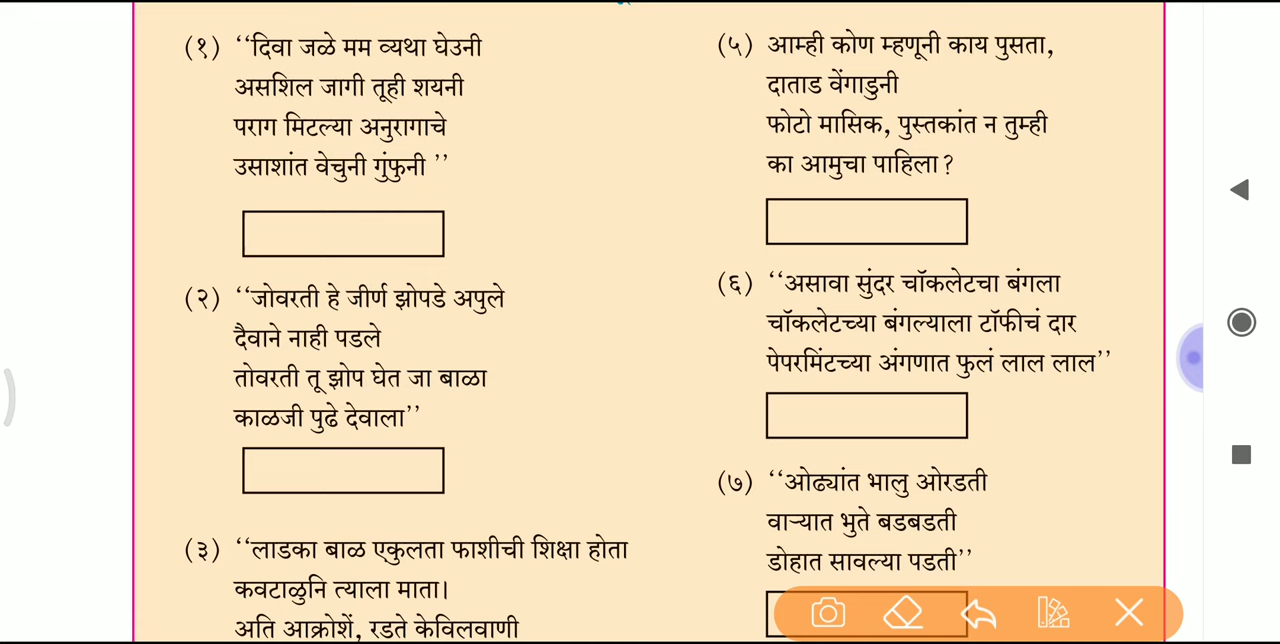 (१) ‘‘दिवा जळे मम व्यथा घेउनी
असशिल जागी तूही शयनी
पराग मिटल्या अनुरागाचे
उसाशांत वेचुनी गुंफुनी ’’
(२) ‘‘जोवरती हे जीर्ण झोपडे अपुले
दैवाने नाही पडले
तोवरती तू झोप घेत जा बाळा
काळजी पुढे देवाला’’
(३) ‘‘लाडका बाळ एकुलता फाशीची शिक्षा होता
कवटाळुनि त्याला माता।
अति आक्रोशें, रडते केविलवाणी
(५) आम्ही कोण म्हणूनी काय पुसता,
दाताड वेंगाडुनी
फोटो मासिक, पुस्तकांत न तुम्ही
का आमुचा पाहिला?
(६) ‘‘असावा सुंदर चॉकलेटचा बंगला
चॉकलेटच्या बंगल्याला टॉफीचं दार
पेपरमिंटच्या अंगणात फुलं लाल लाल’’
(७) ‘‘ओढ्यांत भालु ओरडती
वाऱ्यात भुते बडबडती
डोहात सावल्या पडती’’